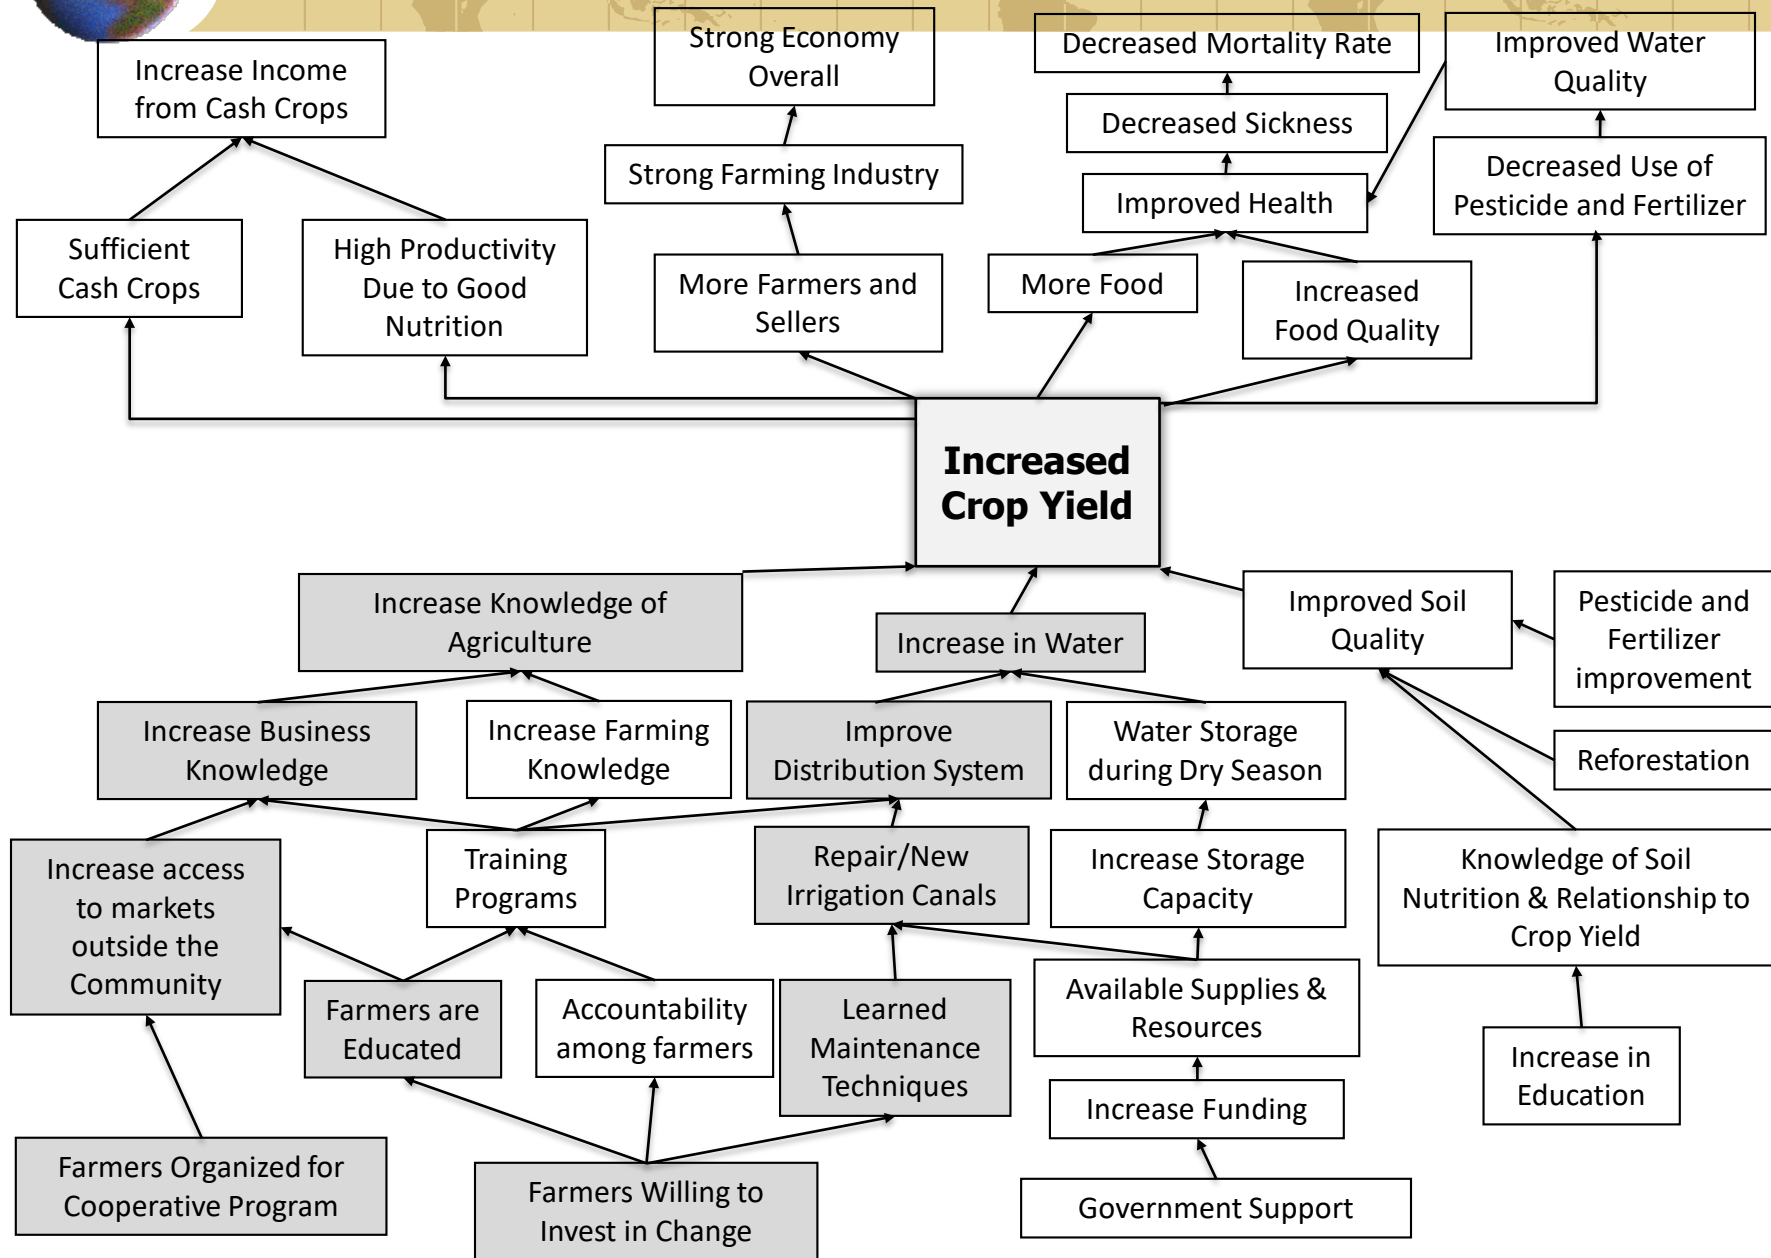 Increase Income
from Cash Crops
Strong Economy
Overall
Decreased Mortality Rate
Improved Water
Quality
Decreased Sickness
Strong Farming Industry
Decreased Use of
Pesticide and Fertilizer
Improved Health
Sufficient
Cash Crops
High Productivity
Due to Good
Nutrition
More Farmers and
Sellers
More Food
Increased
Food Quality
Increased
Crop Yield
Increase Knowledge of
Agriculture
Increase in Water
Improved Soil
Quality
Pesticide and
Fertilizer
improvement
Increase Business
Knowledge
Increase Farming
Knowledge
Improve
Distribution System
Water Storage
during Dry Season
Reforestation
Increase access
to markets
outside the
Community
Training
Programs
Repair/New
Irrigation Canals
Increase Storage
Capacity
Knowledge of Soil
Nutrition & Relationship to
Crop Yield
Farmers are
Educated
Accountability
among farmers
Learned
Maintenance
Techniques
Available Supplies &
Resources
Increase in
Education
Increase Funding
Farmers Organized for
Cooperative Program
Farmers Willing to
Invest in Change
Government Support